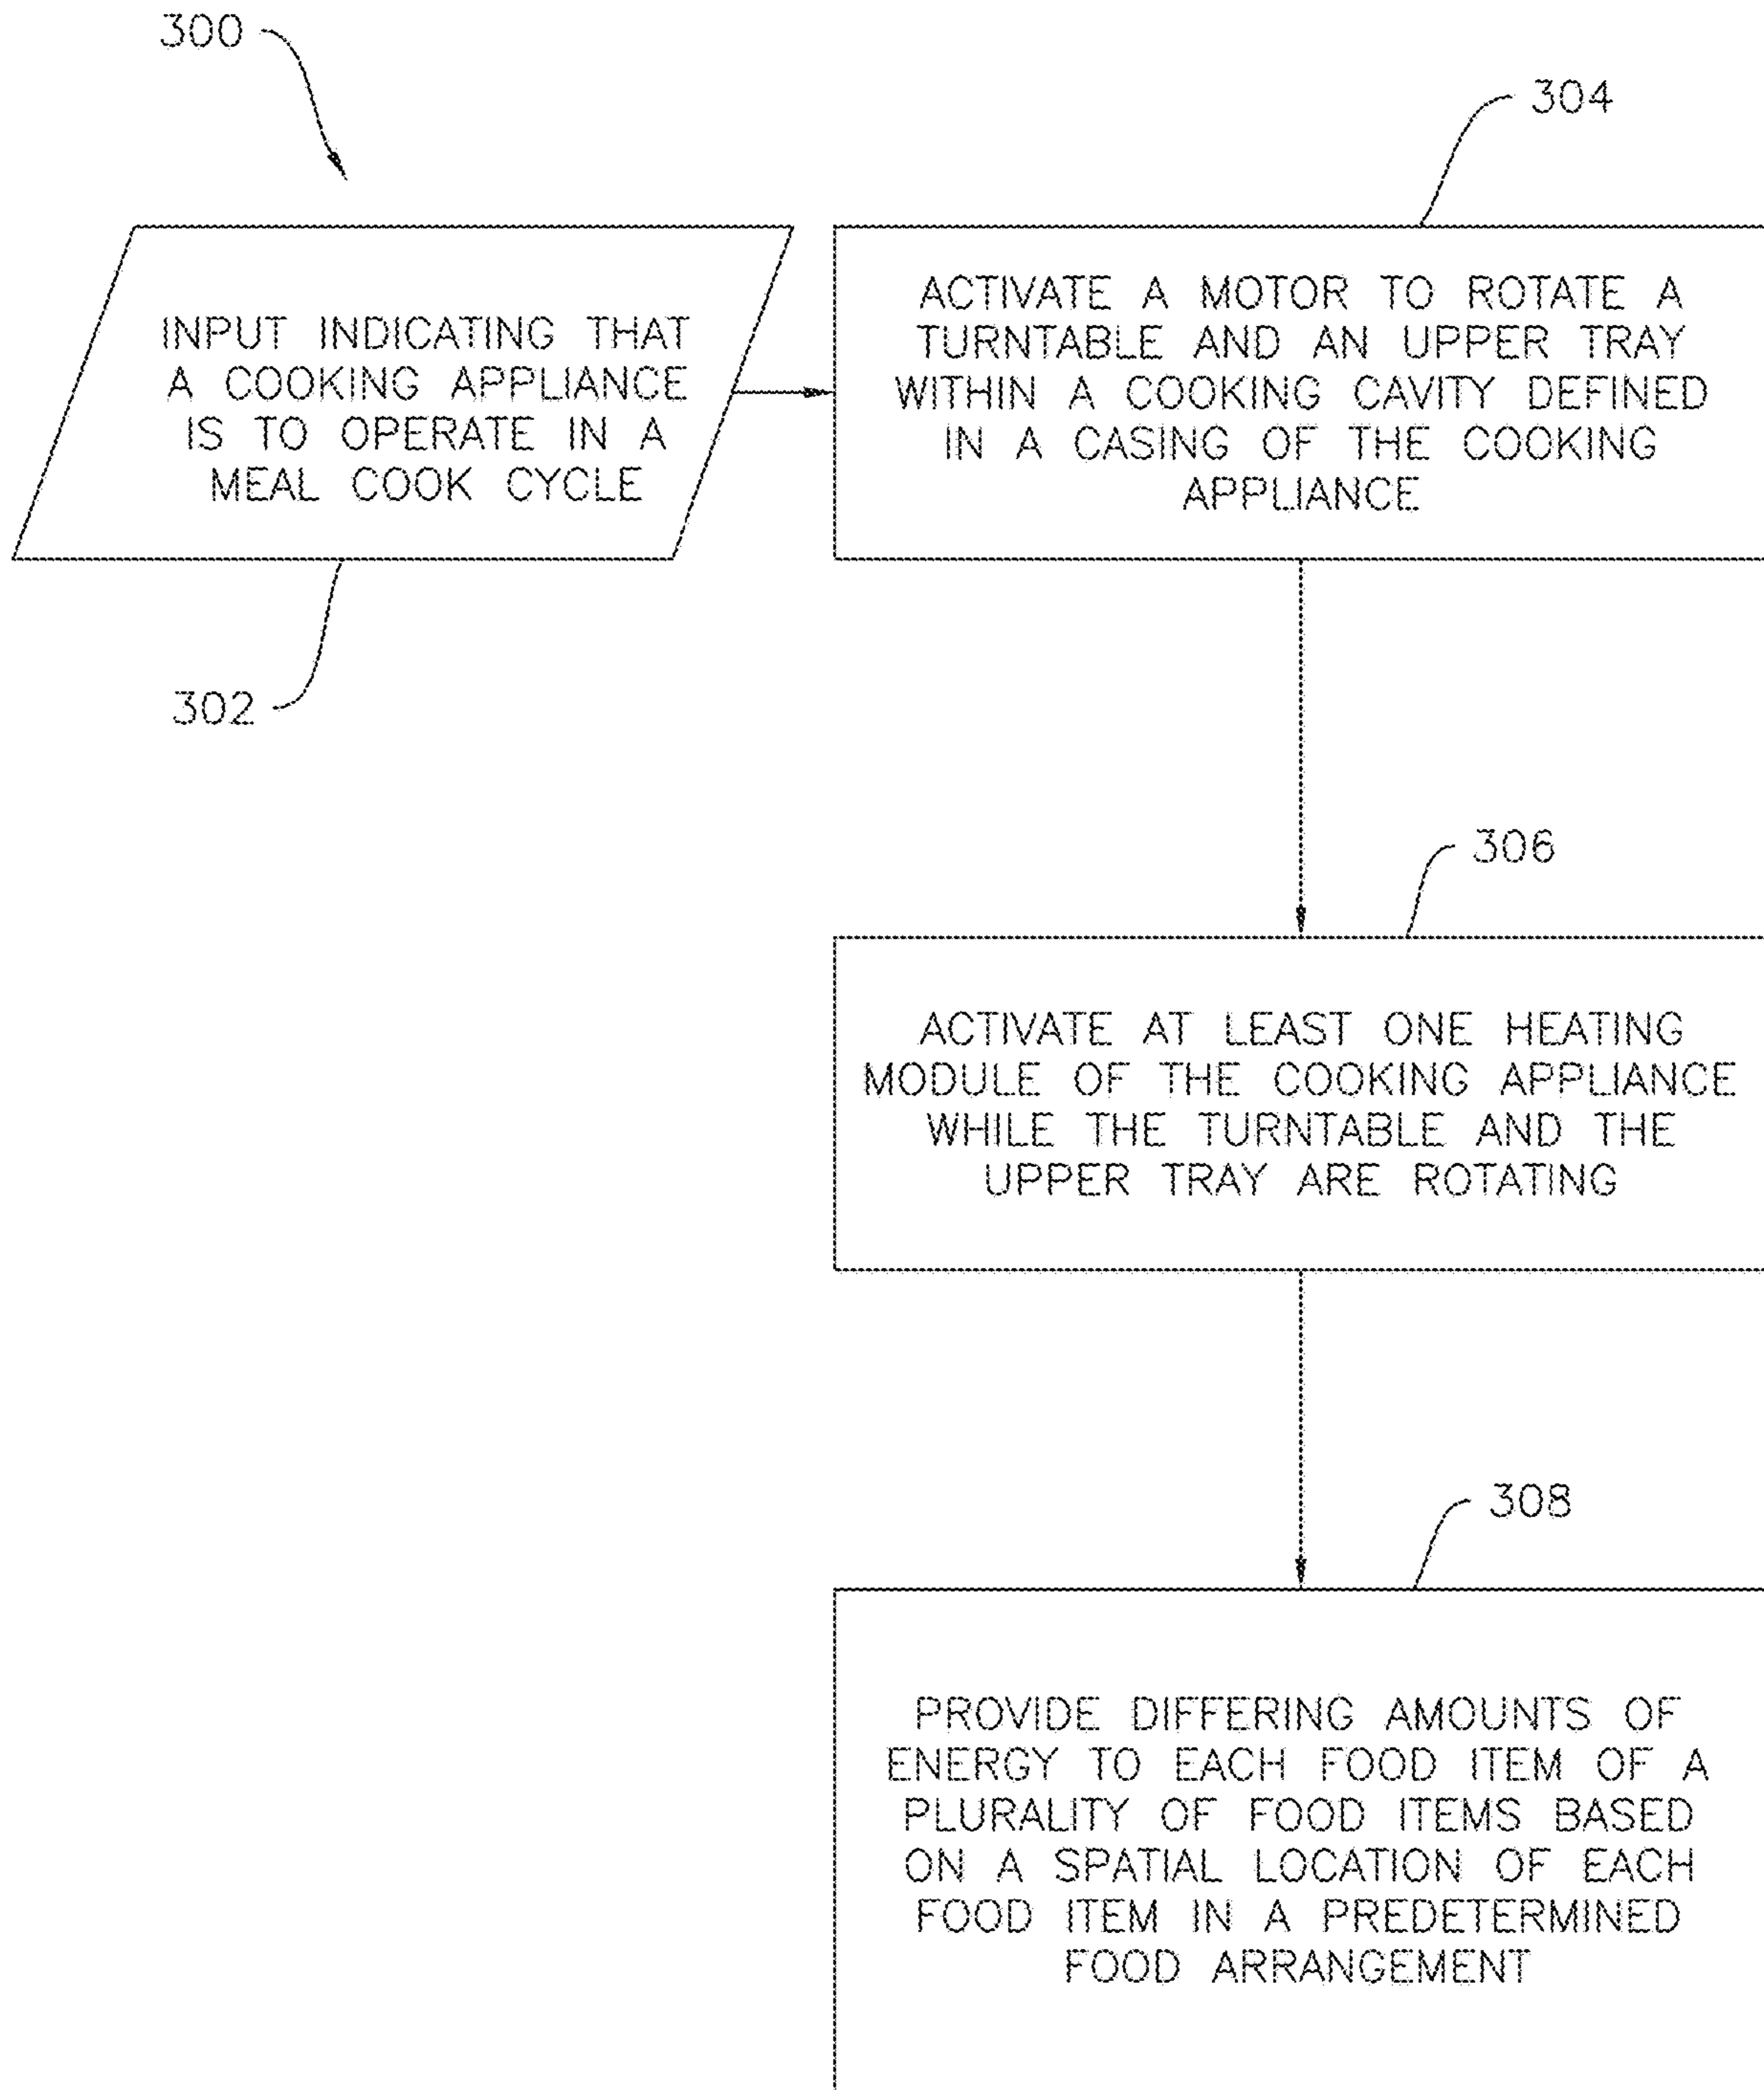 300
304
INPUT INDICATING THAT
A COOKING APPLIANCE
IS TO OPERATE IN A
MEAL COOK CYCLE
302
ACTIVATE A MOTOR TO ROTATE A
TURNTABLE AND AN UPPER TRAY
WITHIN A COOKING CAVITY DEFINED
IN A CASING OF THE COOKING
APPLIANCE
306
ACTIVATE AT LEAST ONE HEATING
MODULE OF THE COOKING APPLIANCE
WHILE THE TURNTABLE AND THE
UPPER TRAY ARE ROTATING
308
PROVIDE DIFFERING AMOUNTS OF
ENERGY TO EACH FOOD ITEM OF A
PLURALITY OF FOOD ITEMS BASED
ON A SPATIAL LOCATION OF EACH
FOOD ITEM IN A PREDETERMINED
FOOD ARRANGEMENT